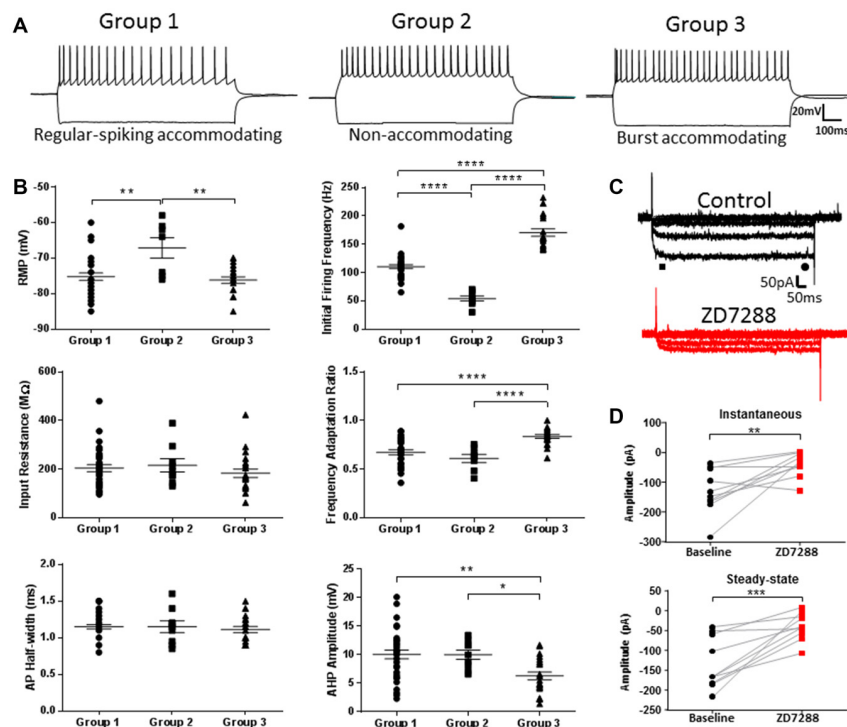 A
Group 1
Group 2
Group 3
Regular-spiking accommodating
Non-accommodating
Burst accommodating
20mV
100ms
B
** **
RMP (mV)
-50
-60
-70
-80
-90
Group 1 Group 2 Group 3
****
**** ****
Initial Firing Frequency (Hz)
250
200
150
100
50
0
Group 1 Group 2 Group 3
C
Control
50pA
50ms
ZD7288
Input Resistance (MΩ)
600
400
200
0
Group 1 Group 2 Group 3
****
****
Frequency Adaptation Ratio
1.5
1.0
0.5
0.0
Group 1 Group 2 Group 3
D
Instantaneous
**
Amplitude (pA)
0
-100
-200
-300
100
Baseline ZD7288
AP Half-width (ms)
2.0
1.5
1.0
0.5
0.0
Group 1 Group 2 Group 3
**
*
AHP Amplitude (mV)
25
20
15
10
5
0
Group 1 Group 2 Group 3
Steady-state
***
Amplitude (pA)
50
0
-50
-100
-150
-200
-250
Baseline ZD7288